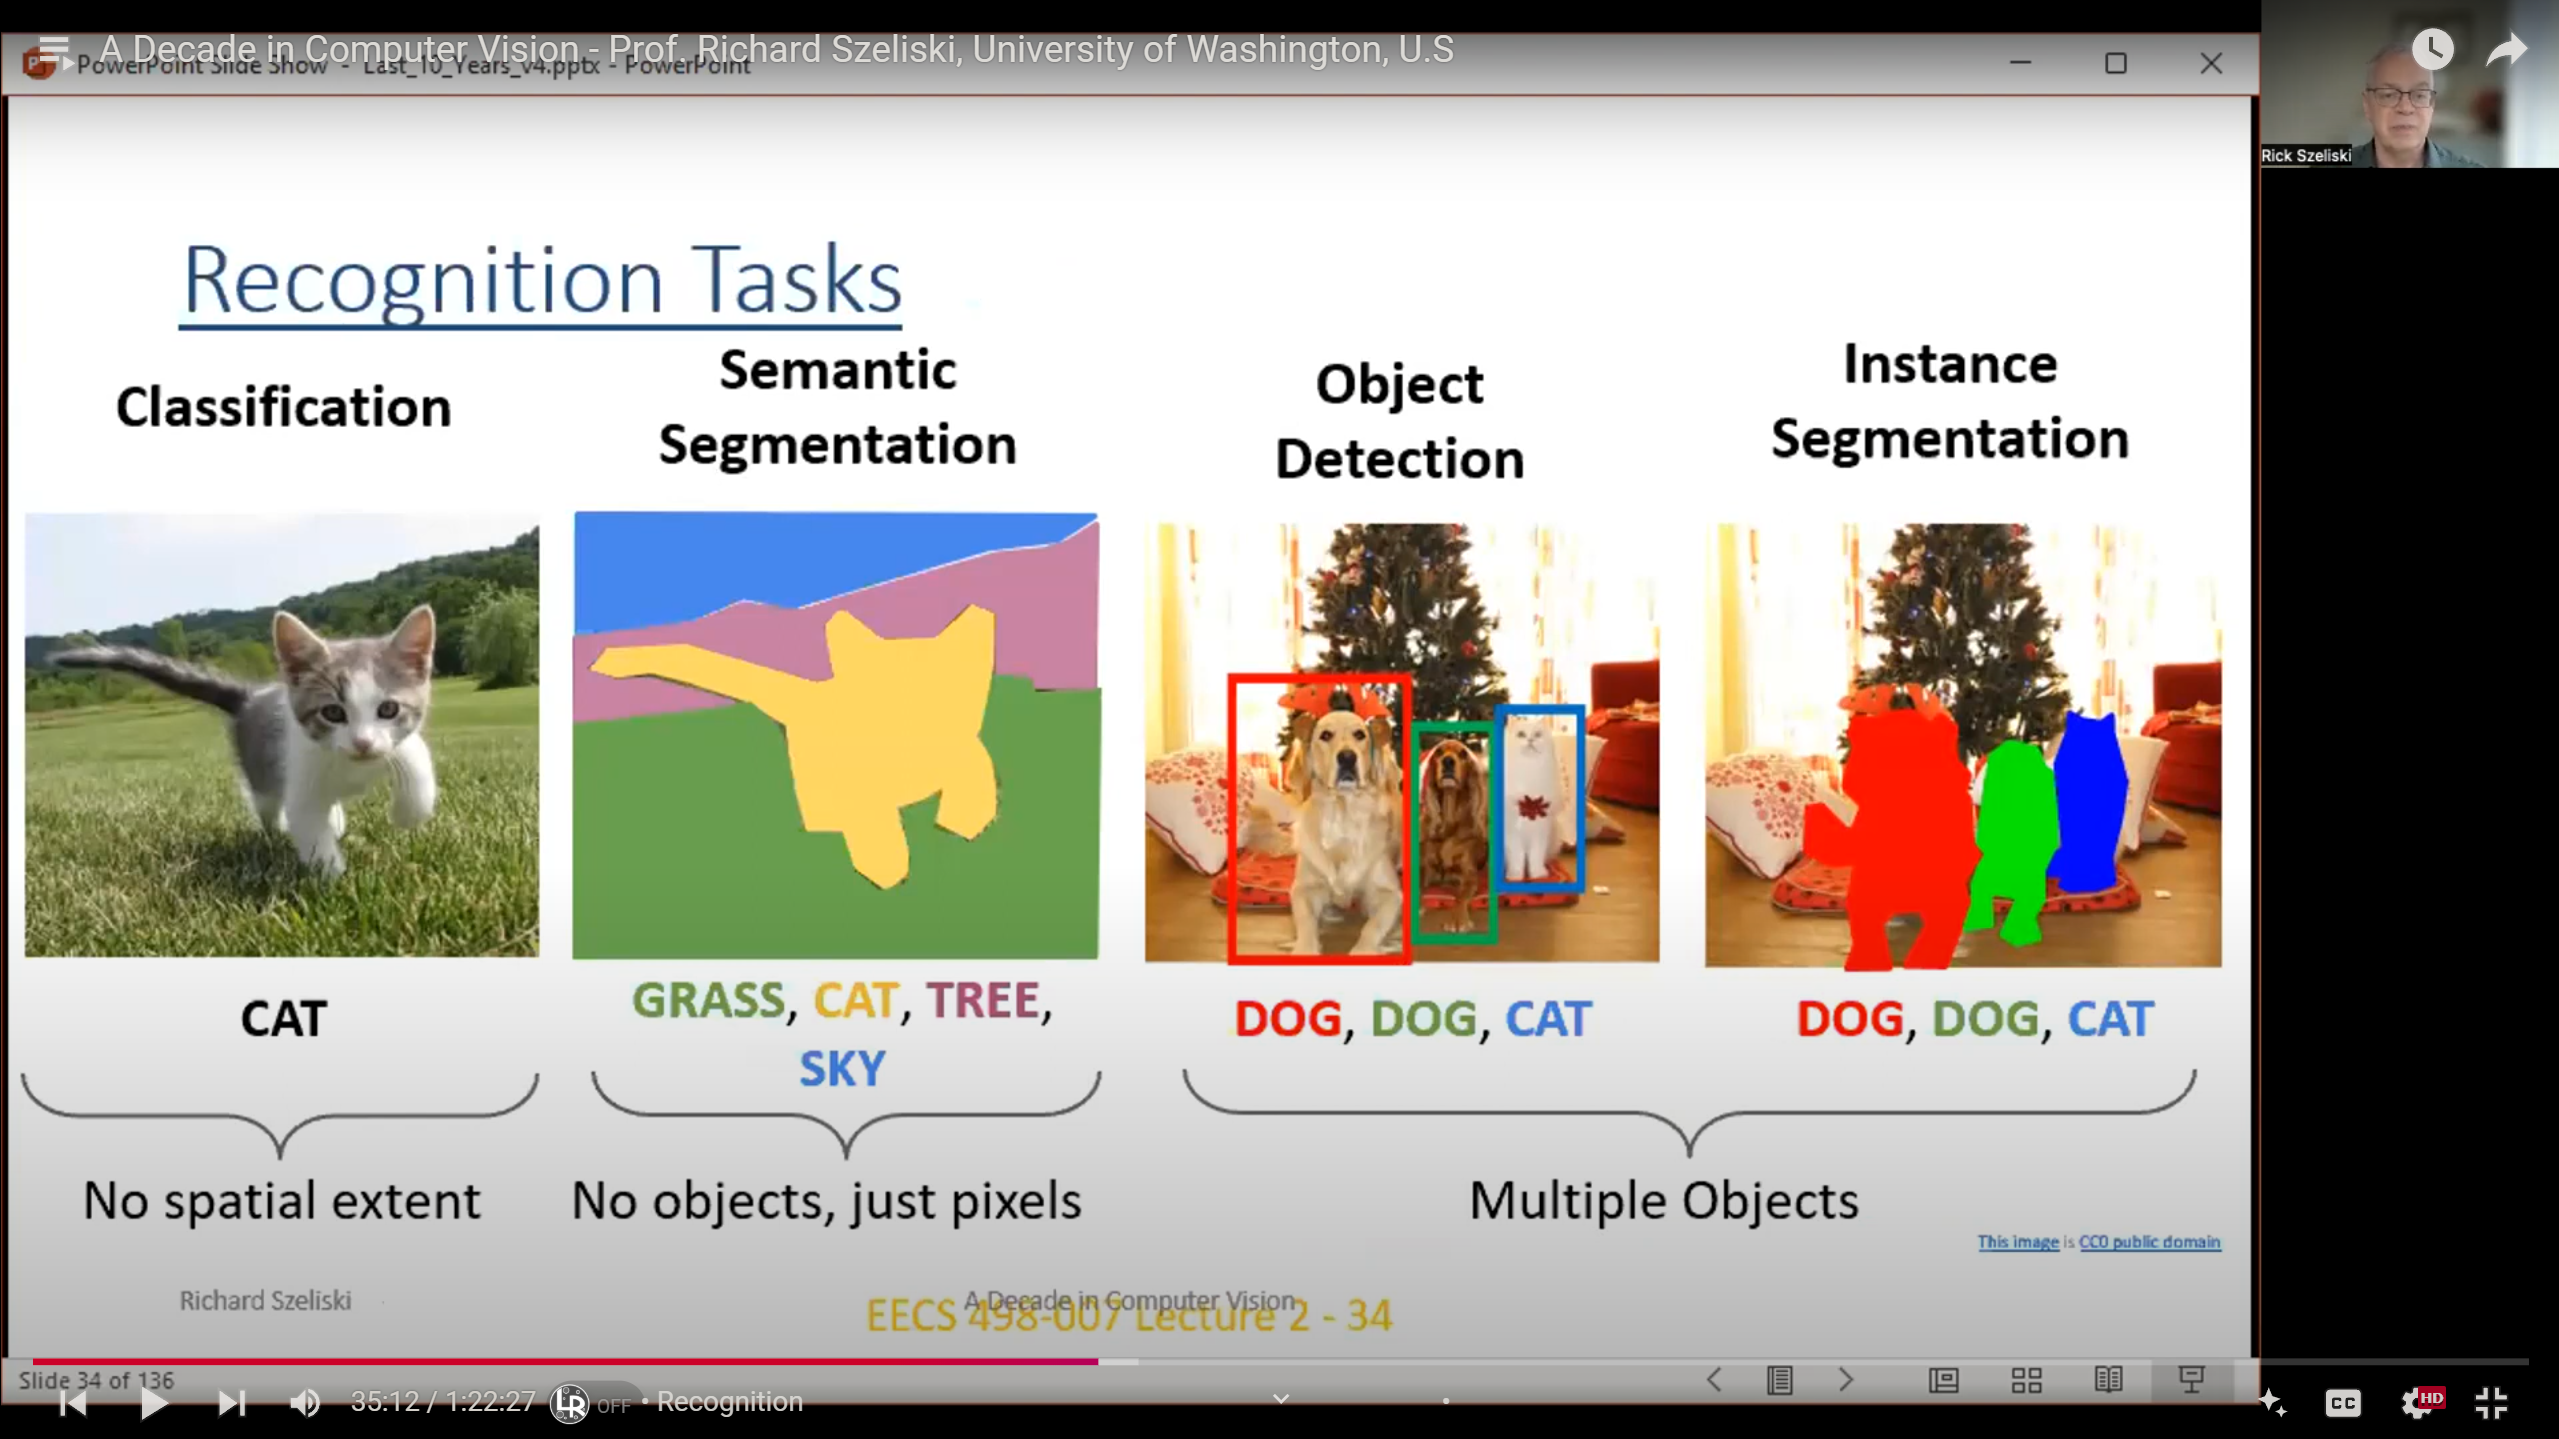 A Decade in Computer Vision - Prof. Richard Szeliski, University of Washington, U.S
PowerPoint Slide Show - Last_10_Years_v4.pptx - PowerPoint
Rick Szeliski
Recognition Tasks
Classification
Semantic
Segmentation
Object
Detection
Instance
Segmentation
CAT
GRASS, CAT, TREE,
SKY
DOG, DOG, CAT
DOG, DOG, CAT
No spatial extent
No objects, just pixels
Multiple Objects
This image is CC0 public domain
Richard Szeliski
A Decade in Computer Vision
EECS 498-007 Lecture 2 - 34
Slide 34 of 136
35:12 / 1:22:27
LR
OFF
• Recognition
CC
HD